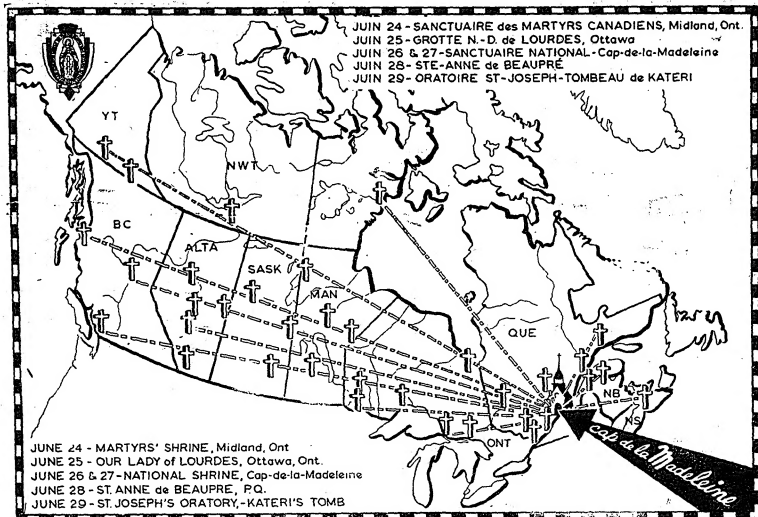 JUIN 24 - SANCTUAIRE des MARTYRS CANADIENS, Midland, Ont.
JUIN 25 - GROTTE N.-D de LOURDES, Ottawa
JUIN 26 & 27 - SANCTUAIRE NATIONAL - Cap-de-la-Madeleine
JUIN 28 - STE-ANNE de BEAUPRÉ
JUIN 29 - ORATOIRE ST-JOSEPH - TOMBEAU de KATERI
YT
NWT
BC
ALTA
SASK
MAN
QUE
NB
NS
ONT
cap de la Madeleine
JUNE 24 - MARTYRS' SHRINE, Midland, Ont
JUNE 25 - OUR LADY of LOURDES, Ottawa, Ont.
JUNE 26 & 27 - NATIONAL SHRINE, Cap-de-la-Madeleine
JUNE 28 - ST. ANNE de BEAUPRE, P.Q.
JUNE 29 - ST. JOSEPH'S ORATORY, - KATERI'S TOMB